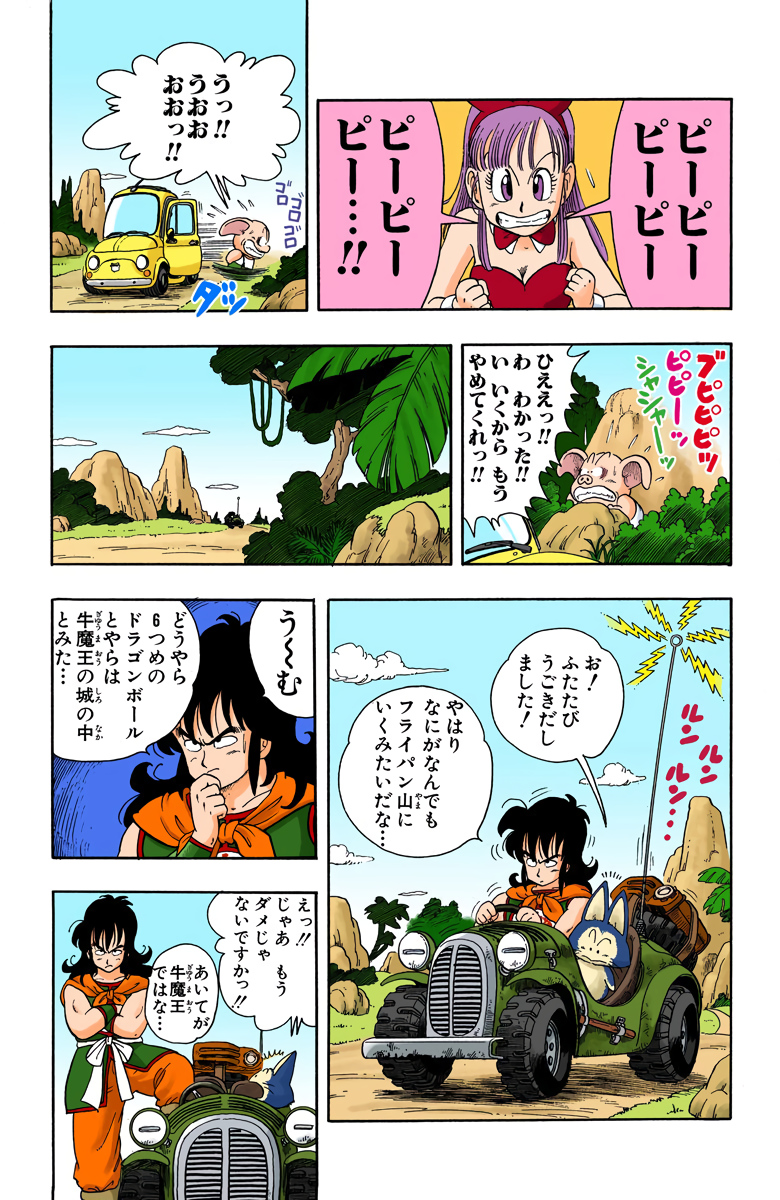 ピーピー
ピーピー
ピーピー
ピー…!!
うっ!!
うおお
おおっ!!
ゴロ
ゴロ
ゴロ
ダッ
ブピピピッ
ピピーッ
シャシャーッ
ひええっ!!
わ わかった!!
い いくから もう
やめてくれっ!!
お!
ふたたび
うごきだし
ました!
やはり
なにがなんでも
フライパン山に
いくみたいだな…
ルン
ルン
ルン…
う〜む
どうやら
6つめの
ドラゴンボール
とやらは
牛魔王の城の中
とみた…
えっ!!
じゃあ もう
ダメじゃ
ないですかっ!!
あいてが
牛魔王
ではな…